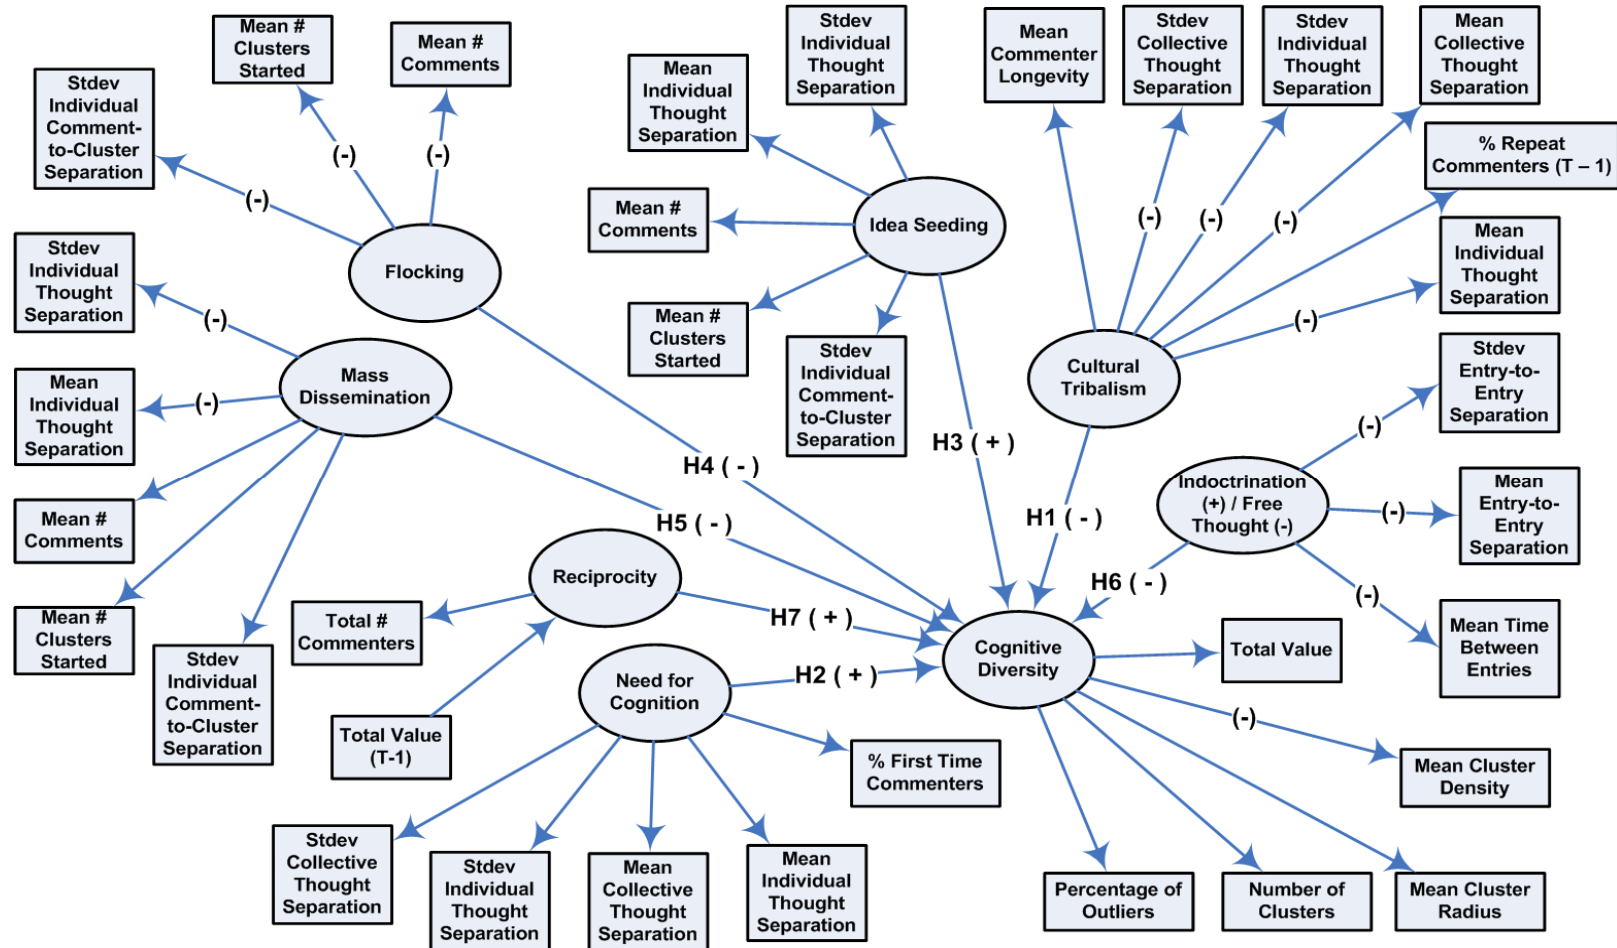 Mean #
Clusters
Started
Mean #
Comments
Stdev
Individual
Comment-
to-Cluster
Separation
(-)
(-)
(-)
Flocking
Stdev
Individual
Thought
Separation
(-)
Mean
Individual
Thought
Separation
(-)
Mass
Dissemination
Mean #
Comments
Mean #
Clusters
Started
Stdev
Individual
Comment-
to-Cluster
Separation
Stdev
Individual
Thought
Separation
Mean
Individual
Thought
Separation
Mean #
Comments
Idea Seeding
Mean #
Clusters
Started
Stdev
Individual
Comment-
to-Cluster
Separation
Mean
Commenter
Longevity
Stdev
Collective
Thought
Separation
Stdev
Individual
Thought
Separation
Mean
Collective
Thought
Separation
% Repeat
Commenters (T – 1)
Mean
Individual
Thought
Separation
(-)
(-)
(-)
(-)
Cultural
Tribalism
Stdev
Entry-to-
Entry
Separation
(-)
Indoctrination
(+) / Free
Thought (-)
(-)
Mean
Entry-to-
Entry
Separation
(-)
Mean Time
Between
Entries
H3 ( + )
H4 ( - )
H5 ( - )
H1 ( - )
H6 ( - )
H7 ( + )
H2 ( + )
Reciprocity
Total #
Commenters
Total Value
(T-1)
Need for
Cognition
% First Time
Commenters
Stdev
Collective
Thought
Separation
Stdev
Individual
Thought
Separation
Mean
Collective
Thought
Separation
Mean
Individual
Thought
Separation
Cognitive
Diversity
Total Value
(-)
Mean Cluster
Density
Percentage of
Outliers
Number of
Clusters
Mean Cluster
Radius